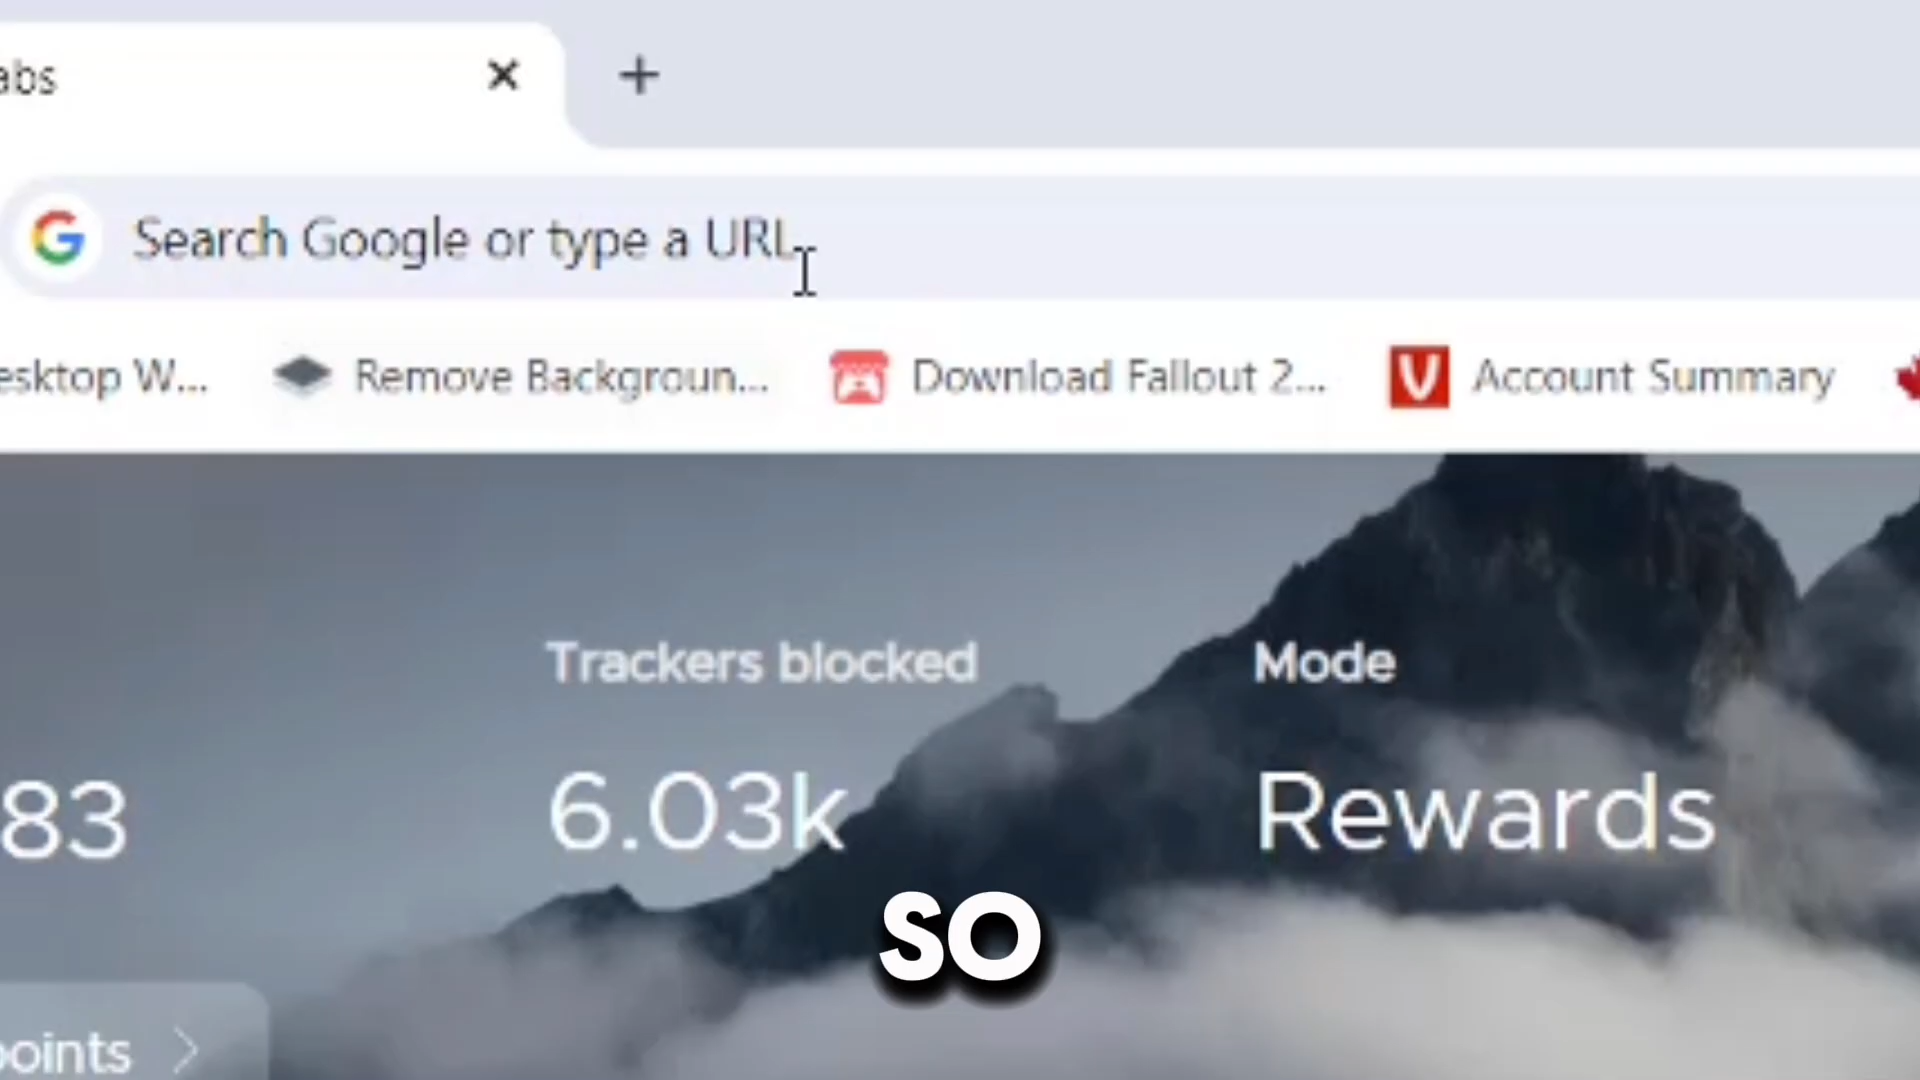 abs
Search Google or type a URL
esktop W... Remove Backgroun... Download Fallout 2... Account Summary
Trackers blocked Mode
83 6.03k Rewards
SO
points